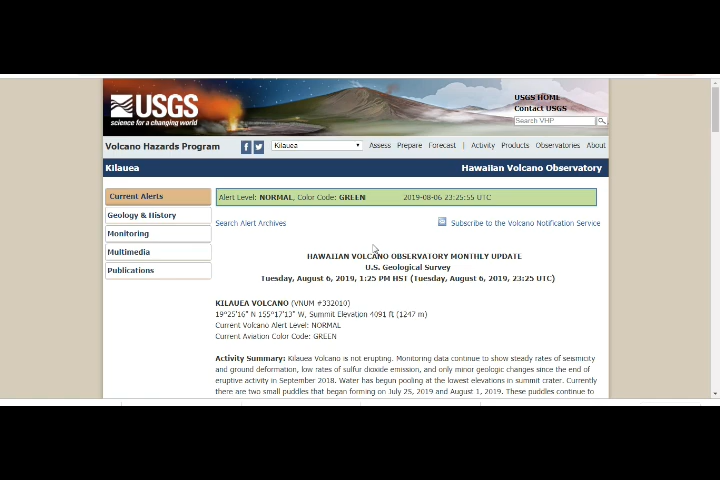 USGS HOME
Contact USGS
USGS
science for a changing world
Search VHP
Volcano Hazards Program
f
Kilauea
Assess Prepare Forecast | Activity Products Observatories About
Kilauea
Hawaiian Volcano Observatory
Current Alerts
Geology & History
Monitoring
Multimedia
Publications
Alert Level: NORMAL, Color Code: GREEN 2019-08-06 23:25:55 UTC
Search Alert Archives
Subscribe to the Volcano Notification Service
HAWAIIAN VOLCANO OBSERVATORY MONTHLY UPDATE
U.S. Geological Survey
Tuesday, August 6, 2019, 1:25 PM HST (Tuesday, August 6, 2019, 23:25 UTC)
KILAUEA VOLCANO (VNUM #332010)
19°25'16" N 155°17'13" W, Summit Elevation 4091 ft (1247 m)
Current Volcano Alert Level: NORMAL
Current Aviation Color Code: GREEN
Activity Summary: Kilauea Volcano is not erupting. Monitoring data continue to show steady rates of seismicity
and ground deformation, low rates of sulfur dioxide emission, and only minor geologic changes since the end of
eruptive activity in September 2018. Water has begun pooling at the lowest elevations in summit crater. Currently
there are two small puddles that began forming on July 25, 2019 and August 1, 2019. These puddles continue to